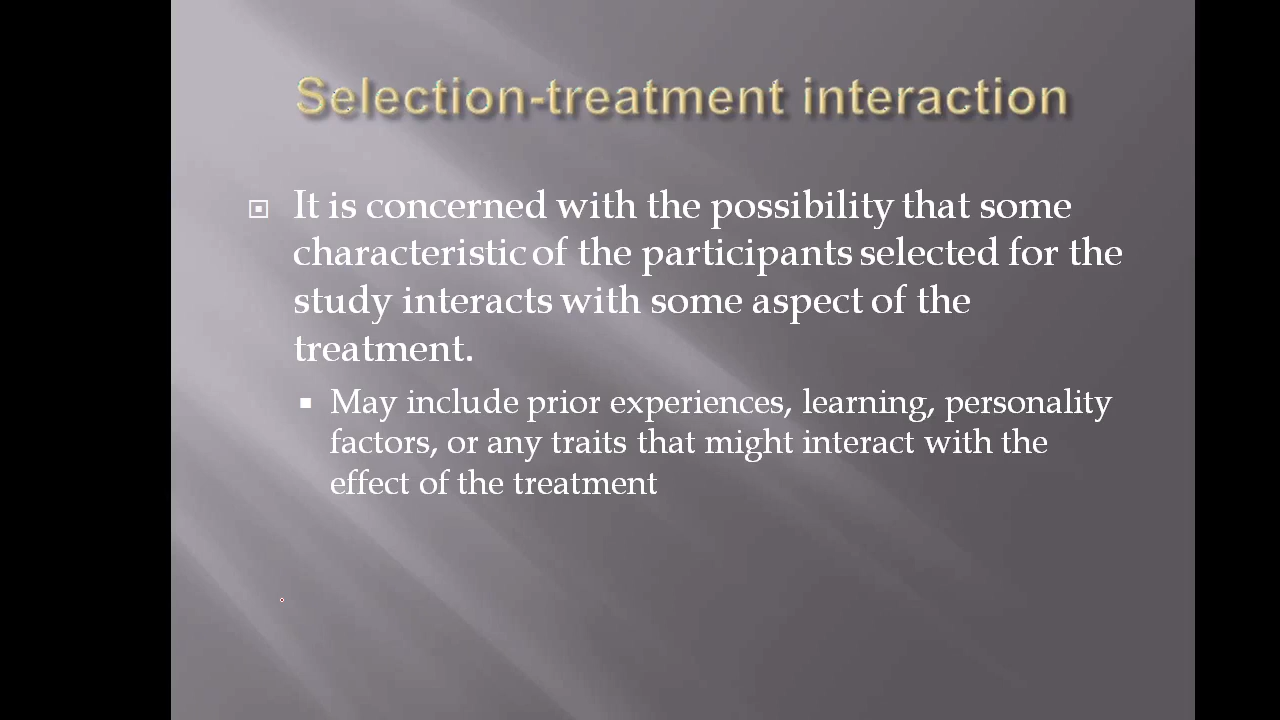 Selection-treatment interaction
It is concerned with the possibility that some
characteristic of the participants selected for the
study interacts with some aspect of the
treatment.
May include prior experiences, learning, personality
factors, or any traits that might interact with the
effect of the treatment